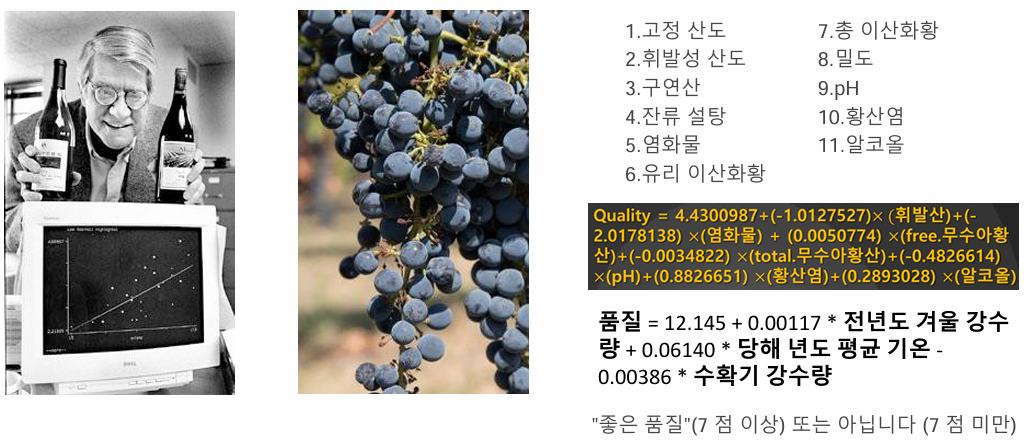 1.고정 산도
2.휘발성 산도
3.구연산
4.잔류 설탕
5.염화물
6.유리 이산화황
7.총 이산화황
8.밀도
9.pH
10.황산염
11.알코올
Quality = 4.4300987+(-1.0127527)× (휘발산)+(-
2.0178138) ×(염화물) + (0.0050774) ×(free.무수아황
산)+(-0.0034822) ×(total.무수아황산)+(-0.4826614)
×(pH)+(0.8826651) ×(황산염)+(0.2893028) ×(알코올)
품질 = 12.145 + 0.00117 * 전년도 겨울 강수
량 + 0.06140 * 당해 년도 평균 기온 -
0.00386 * 수확기 강수량
"좋은 품질"(7 점 이상) 또는 아닙니다 (7 점 미만)
DELL